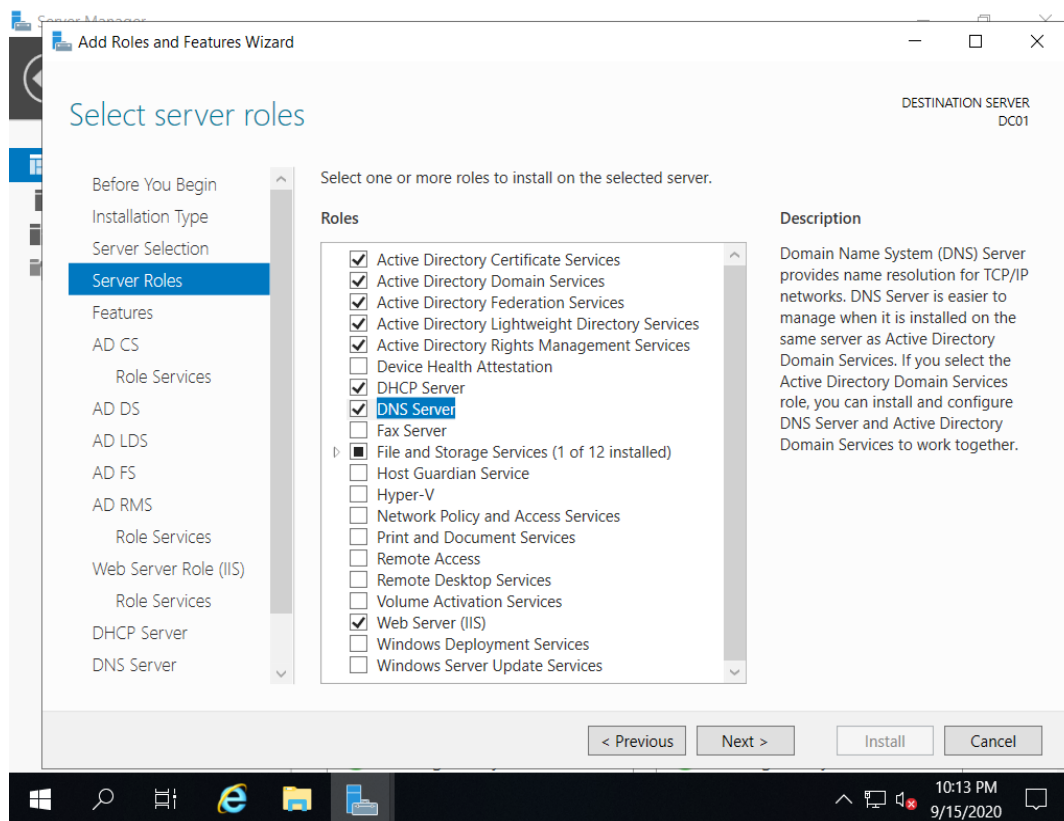 Server Manager
Add Roles and Features Wizard
Select server roles
DESTINATION SERVER
DC01
Before You Begin
Installation Type
Server Selection
Server Roles
Features
AD CS
Role Services
AD DS
AD LDS
AD FS
AD RMS
Role Services
Web Server Role (IIS)
Role Services
DHCP Server
DNS Server
Select one or more roles to install on the selected server.
Roles
Active Directory Certificate Services
Active Directory Domain Services
Active Directory Federation Services
Active Directory Lightweight Directory Services
Active Directory Rights Management Services
Device Health Attestation
DHCP Server
DNS Server
Fax Server
File and Storage Services (1 of 12 installed)
Host Guardian Service
Hyper-V
Network Policy and Access Services
Print and Document Services
Remote Access
Remote Desktop Services
Volume Activation Services
Web Server (IIS)
Windows Deployment Services
Windows Server Update Services
Description
Domain Name System (DNS) Server
provides name resolution for TCP/IP
networks. DNS Server is easier to
manage when it is installed on the
same server as Active Directory
Domain Services. If you select the
Active Directory Domain Services
role, you can install and configure
DNS Server and Active Directory
Domain Services to work together.
< Previous
Next >
Install
Cancel
10:13 PM
9/15/2020